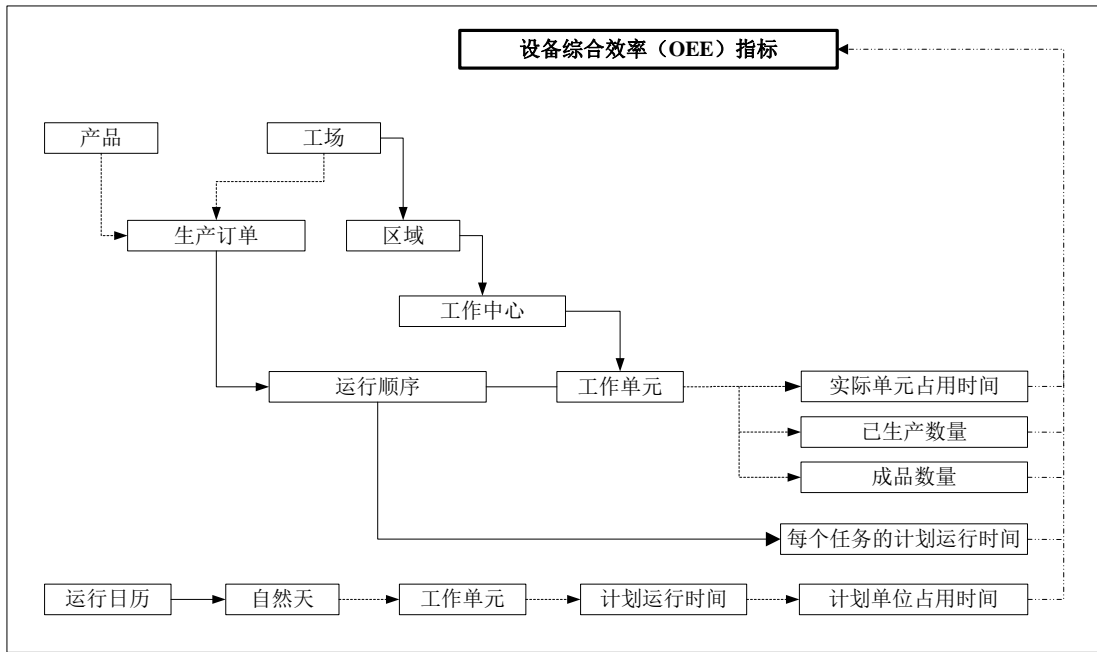 设备综合效率（OEE）指标
产品
工场
生产订单
区域
工作中心
运行顺序
工作单元
实际单元占用时间
已生产数量
成品数量
每个任务的计划运行时间
运行日历
自然天
工作单元
计划运行时间
计划单位占用时间